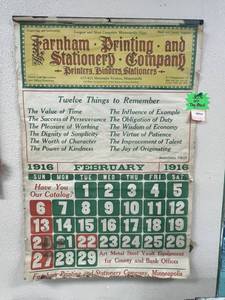 Largest and Most Complete Minneapolis Plant
Farnham Printing and
Stationery Company
Printers, Binders, Stationers
Twelve Things to Remember
The Value of Time
The Success of Perseverance
The Pleasure of Working
The Dignity of Simplicity
The Worth of Character
The Power of Kindness
The Influence of Example
The Obligation of Duty
The Wisdom of Economy
The Virtue of Patience
The Improvement of Talent
The Joy of Originating
1916 FEBRUARY 1916
SUN MON TUE WED THU FRI SAT
Have You
Our Catalog?
1 2 3 4 5
6 7 8 9 10 11 12
13 14 15 16 17 18 19
20 21 22 23 24 25 26
27 28 29
Art Metal Steel Vault Equipment
for County and Bank Offices
Farnham Printing and Stationery Company, Minneapolis